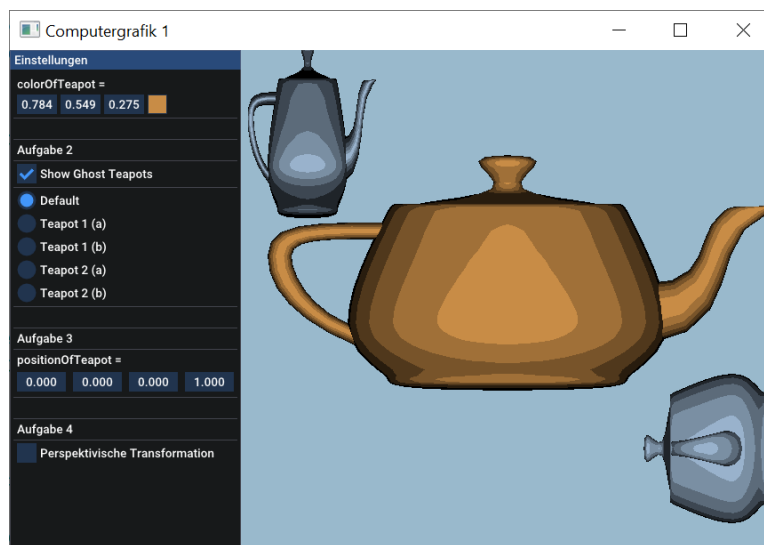 Computergrafik 1
Einstellungen
colorOfTeapot =
0.784 0.549 0.275
Aufgabe 2
Show Ghost Teapots
Default
Teapot 1 (a)
Teapot 1 (b)
Teapot 2 (a)
Teapot 2 (b)
Aufgabe 3
positionOfTeapot =
0.000 0.000 0.000 1.000
Aufgabe 4
Perspektivische Transformation